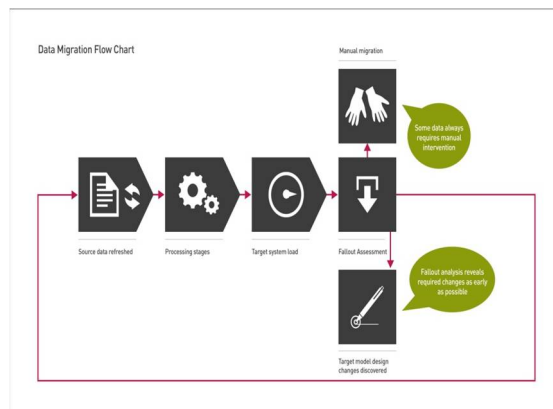 Data Migration Flow Chart
Manual migration
Some data always
requires manual
intervention
Source data refreshed
Processing stages
Target system load
Fallout Assessment
Fallout analysis reveals
required changes as early
as possible
Target model design
changes discovered